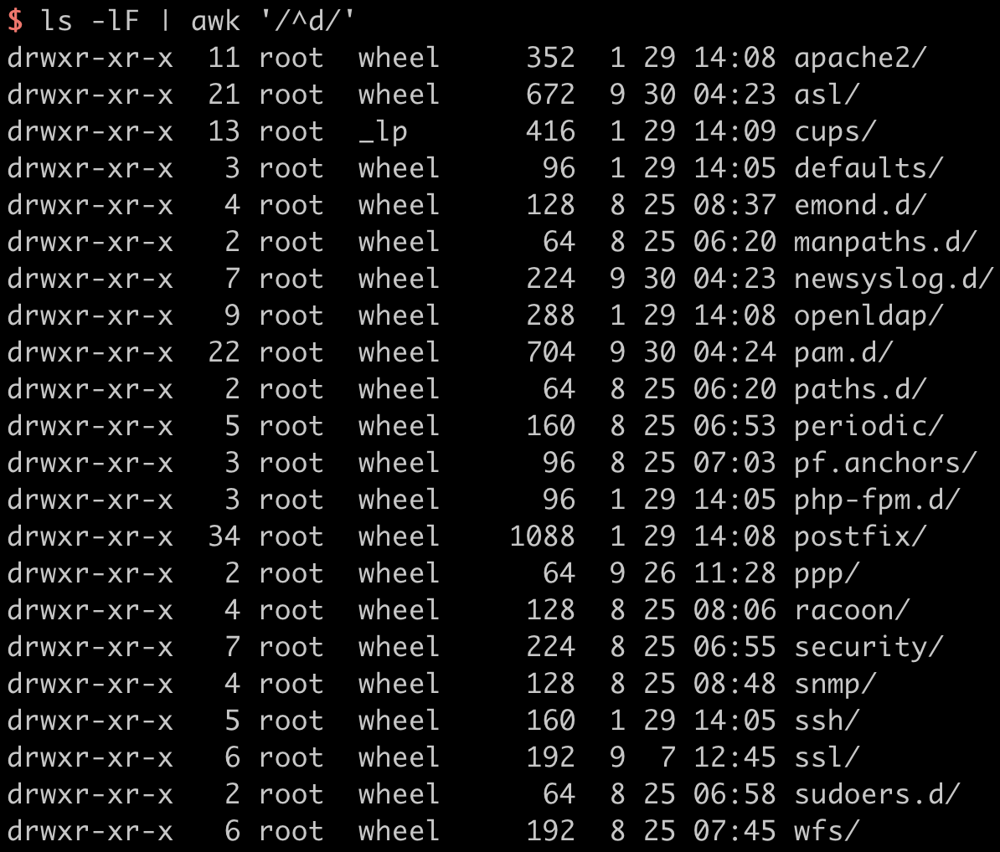 $ ls -lF | awk '/^d/'
drwxr-xr-x  11 root  wheel     352  1 29 14:08 apache2/
drwxr-xr-x  21 root  wheel     672  9 30 04:23 asl/
drwxr-xr-x  13 root  _lp       416  1 29 14:09 cups/
drwxr-xr-x   3 root  wheel      96  1 29 14:05 defaults/
drwxr-xr-x   4 root  wheel     128  8 25 08:37 emond.d/
drwxr-xr-x   2 root  wheel      64  8 25 06:20 manpaths.d/
drwxr-xr-x   7 root  wheel     224  9 30 04:23 newsyslog.d/
drwxr-xr-x   9 root  wheel     288  1 29 14:08 openldap/
drwxr-xr-x  22 root  wheel     704  9 30 04:24 pam.d/
drwxr-xr-x   2 root  wheel      64  8 25 06:20 paths.d/
drwxr-xr-x   5 root  wheel     160  8 25 06:53 periodic/
drwxr-xr-x   3 root  wheel      96  8 25 07:03 pf.anchors/
drwxr-xr-x   3 root  wheel      96  1 29 14:05 php-fpm.d/
drwxr-xr-x  34 root  wheel    1088  1 29 14:08 postfix/
drwxr-xr-x   2 root  wheel      64  9 26 11:28 ppp/
drwxr-xr-x   4 root  wheel     128  8 25 08:06 racoon/
drwxr-xr-x   7 root  wheel     224  8 25 06:55 security/
drwxr-xr-x   4 root  wheel     128  8 25 08:48 snmp/
drwxr-xr-x   5 root  wheel     160  1 29 14:05 ssh/
drwxr-xr-x   6 root  wheel     192  9  7 12:45 ssl/
drwxr-xr-x   2 root  wheel      64  8 25 06:58 sudoers.d/
drwxr-xr-x   6 root  wheel     192  8 25 07:45 wfs/